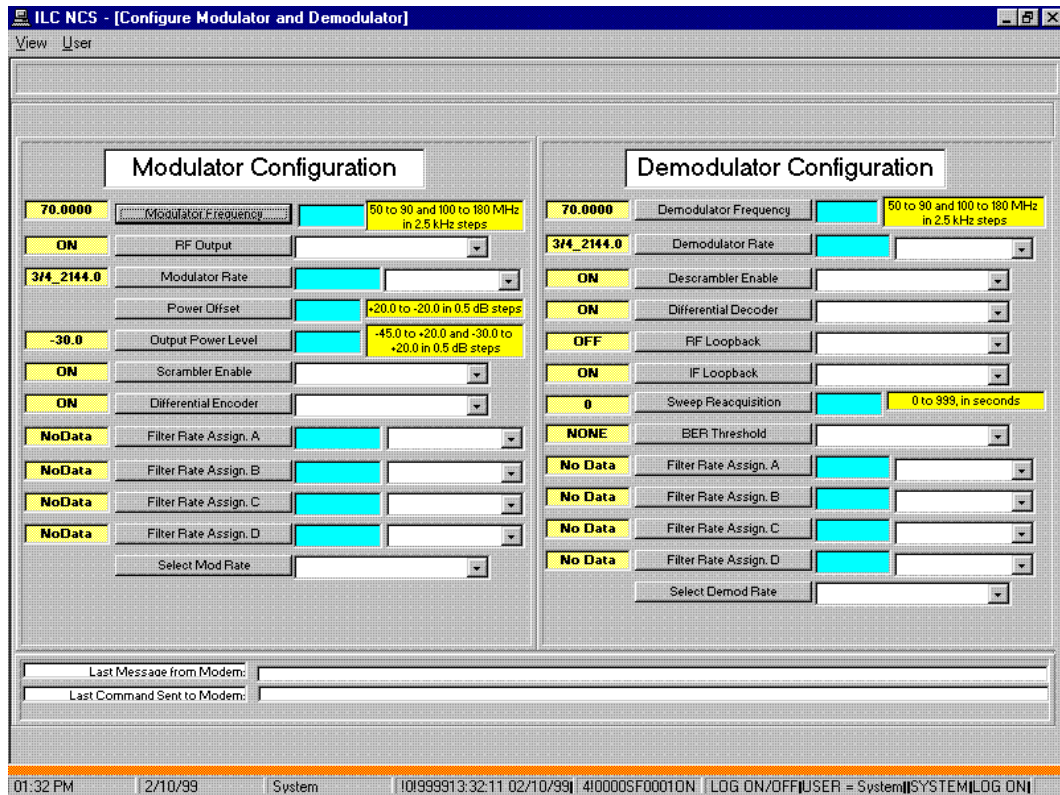 ILC NCS - [Configure Modulator and Demodulator]
View User
Modulator Configuration
70.0000 Modulator Frequency 50 to 90 and 100 to 180 MHz
in 2.5 kHz steps
ON RF Output
3/4_2144.0 Modulator Rate
Power Offset +20.0 to -20.0 in 0.5 dB steps
-30.0 Output Power Level -45.0 to +20.0 and -30.0 to
+20.0 in 0.5 dB steps
ON Scrambler Enable
ON Differential Encoder
NoData Filter Rate Assign. A
NoData Filter Rate Assign. B
NoData Filter Rate Assign. C
NoData Filter Rate Assign. D
Select Mod Rate
Demodulator Configuration
70.0000 Demodulator Frequency 50 to 90 and 100 to 180 MHz
in 2.5 kHz steps
3/4_2144.0 Demodulator Rate
ON Descrambler Enable
ON Differential Decoder
OFF RF Loopback
ON IF Loopback
0 Sweep Reacquisition 0 to 999, in seconds
NONE BER Threshold
No Data Filter Rate Assign. A
No Data Filter Rate Assign. B
No Data Filter Rate Assign. C
No Data Filter Rate Assign. D
Select Demod Rate
Last Message from Modem:
Last Command Sent to Modem:
01:32 PM 2/10/99 System !0!999913:32:11 02/10/99| 4!0000SF0001ON LOG ON/OFF|USER = System||SYSTEM|LOG ON|